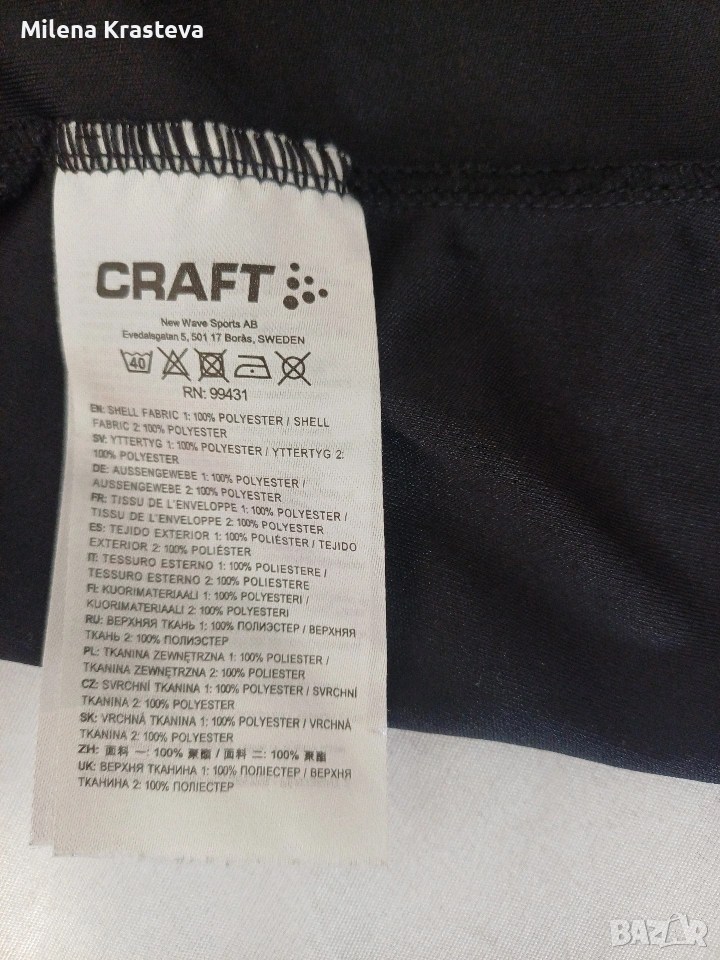 Milena Krasteva
CRAFT
New Wave Sports AB
Evedalsgatan 5, 501 17 Borås, SWEDEN
40
RN: 99431
EN: SHELL FABRIC 1: 100% POLYESTER / SHELL
FABRIC 2: 100% POLYESTER
SV: YTTERTYG 1: 100% POLYESTER / YTTERTYG 2:
100% POLYESTER
DE: AUSSENGEWEBE 1: 100% POLYESTER /
AUSSENGEWEBE 2: 100% POLYESTER
FR: TISSU DE L'ENVELOPPE 1: 100% POLYESTER /
TISSU DE L'ENVELOPPE 2: 100% POLYESTER
ES: TEJIDO EXTERIOR 1: 100% POLIÉSTER / TEJIDO
EXTERIOR 2: 100% POLIÉSTER
IT: TESSURO ESTERNO 1: 100% POLIESTERE /
TESSURO ESTERNO 2: 100% POLIESTERE
FI: KUORIMATERIAALI 1: 100% POLYESTERI /
KUORIMATERIAALI 2: 100% POLYESTERI
RU: ВЕРХНЯЯ ТКАНЬ 1: 100% ПОЛИЭСТЕР / ВЕРХНЯЯ
ТКАНЬ 2: 100% ПОЛИЭСТЕР
PL: TKANINA ZEWNĘTRZNA 1: 100% POLIESTER /
TKANINA ZEWNĘTRZNA 2: 100% POLIESTER
CZ: SVRCHNÍ TKANINA 1: 100% POLYESTER / SVRCHNÍ
TKANINA 2: 100% POLYESTER
SK: VRCHNÁ TKANINA 1: 100% POLYESTER / VRCHNÁ
TKANINA 2: 100% POLYESTER
ZH: 面料 一: 100% 聚酯 / 面料 二: 100% 聚酯
UK: ВЕРХНЯ ТКАНИНА 1: 100% ПОЛІЕСТЕР / ВЕРХНЯ
ТКАНИНА 2: 100% ПОЛІЕСТЕР
BAZAR